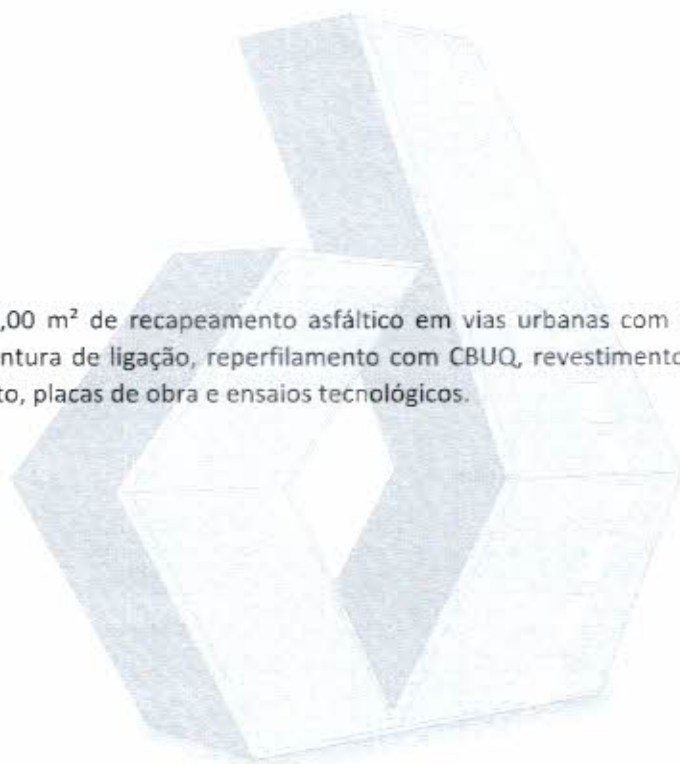 ,00 m² de recapeamento asfáltico em vias urbanas com
ntura de ligação, reperfilamento com CBUQ, revestimento
to, placas de obra e ensaios tecnológicos.